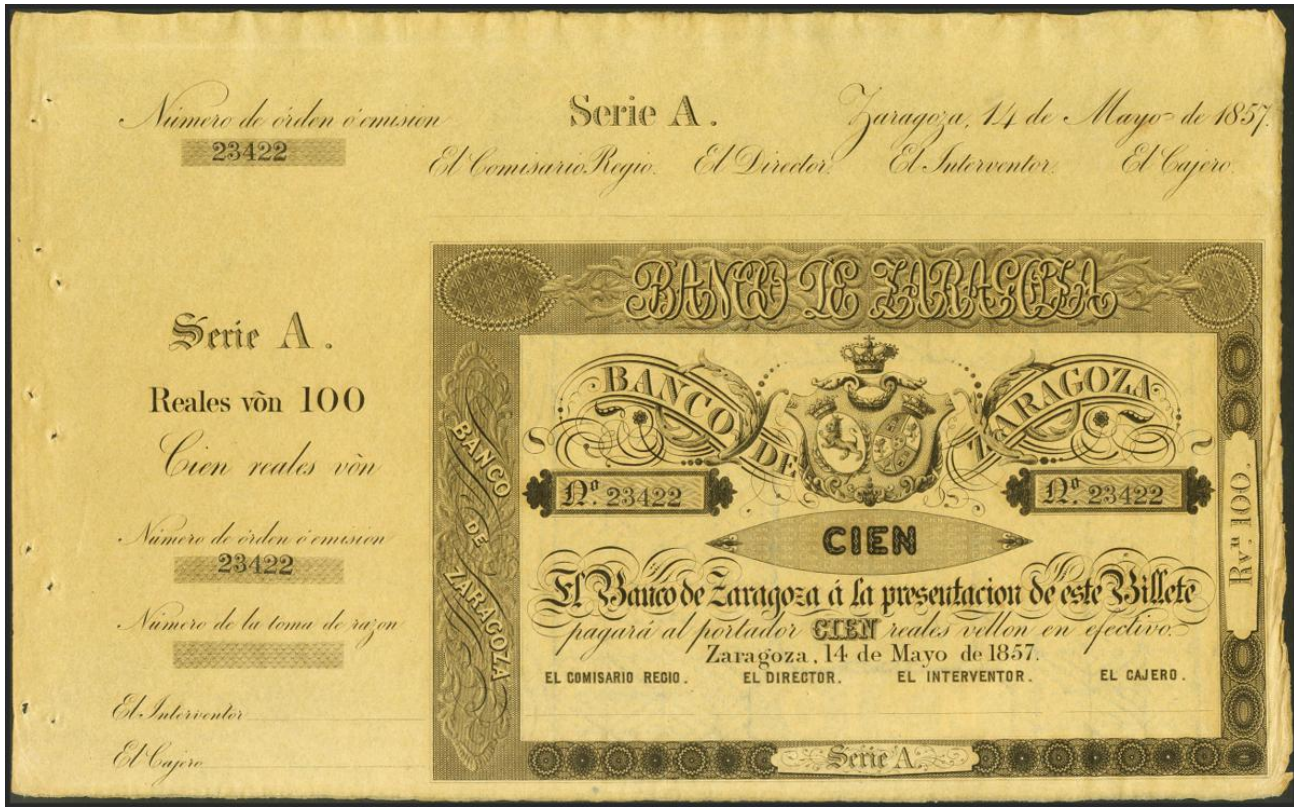 Número de órden ó emision
23422
Serie A.
Zaragoza, 14 de Mayo de 1857.
El Comisario Regio. El Director. El Interventor. El Cajero.
Serie A.
Reales vòn 100
Cien reales vòn
Número de órden ó emision
23422
Número de la toma de razon
El Interventor
El Cajero
BANCO DE ZARAGOZA
BANCO DE ZARAGOZA
BANCO DE ZARAGOZA
Nº. 23422
Nº. 23422
CIEN
El Banco de Zaragoza á la presentacion de este Billete
pagará al portador CIEN reales vellon en efectivo.
Zaragoza, 14 de Mayo de 1857.
EL COMISARIO REGIO. EL DIRECTOR. EL INTERVENTOR. EL CAJERO.
Rˢ. vⁿ 100.
Serie A.